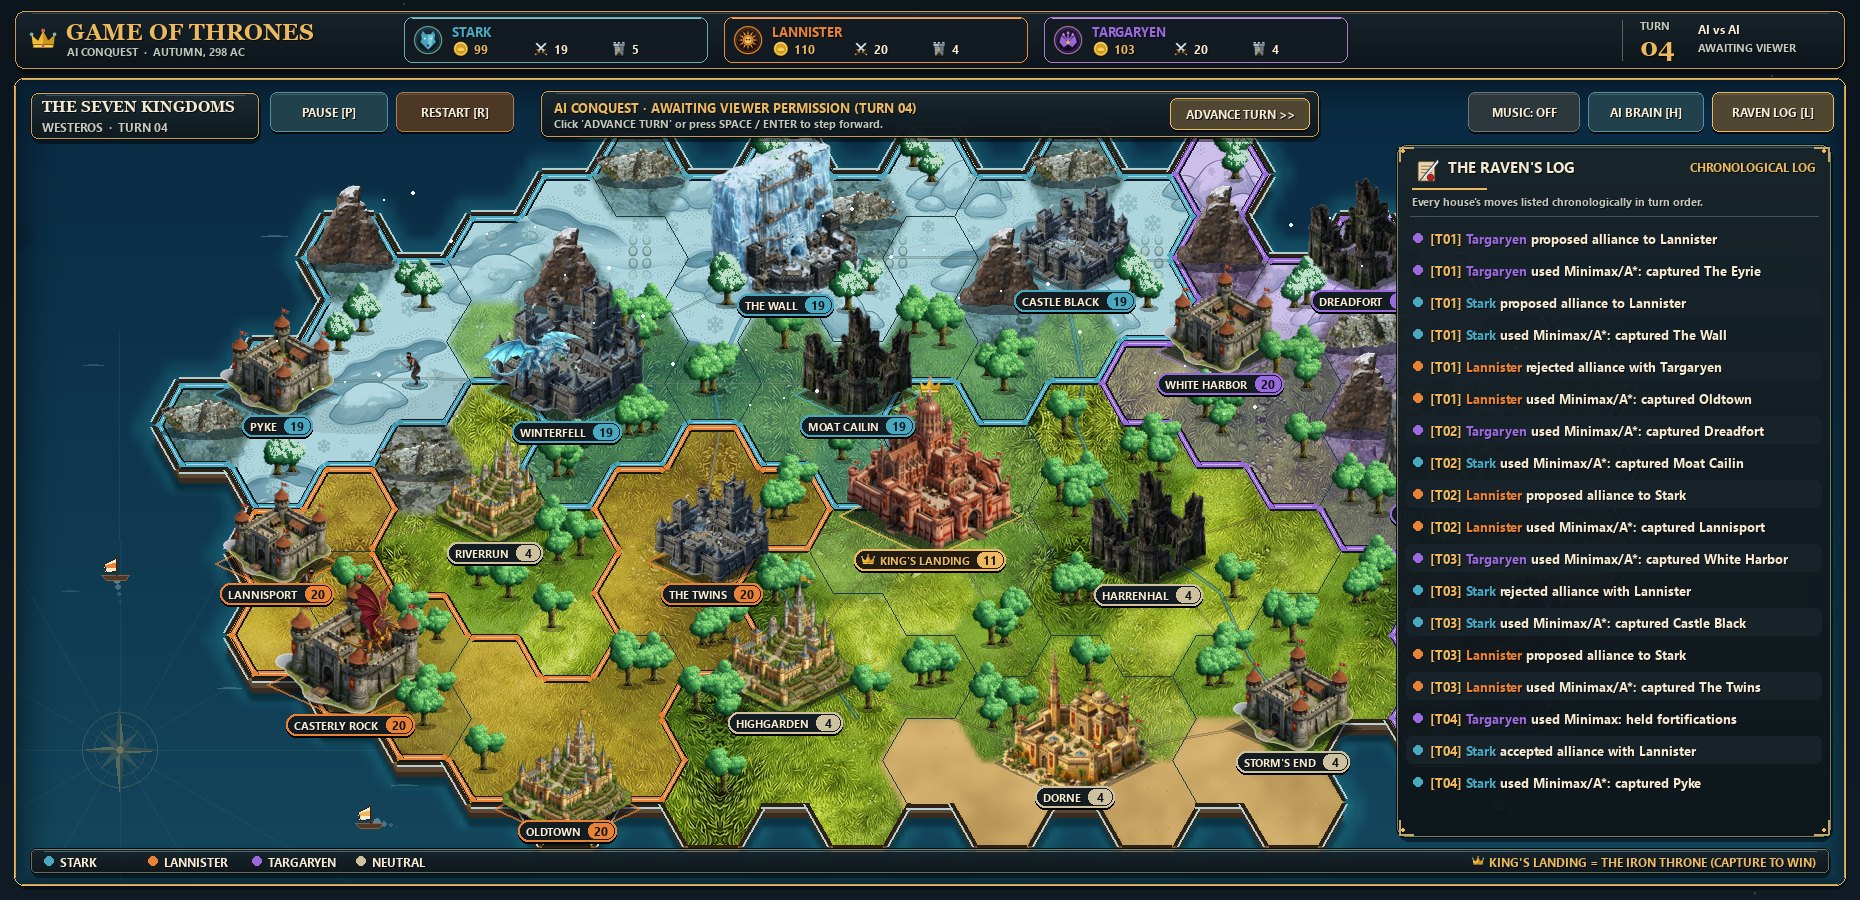 GAME OF THRONES
AI CONQUEST · AUTUMN, 298 AC
STARK
99 19 5
LANNISTER
110 20 4
TARGARYEN
103 20 4
TURN
04
AI vs AI
AWAITING VIEWER
THE SEVEN KINGDOMS
WESTEROS · TURN 04
PAUSE [P]
RESTART [R]
AI CONQUEST · AWAITING VIEWER PERMISSION (TURN 04)
Click 'ADVANCE TURN' or press SPACE / ENTER to step forward.
ADVANCE TURN >>
MUSIC: OFF
AI BRAIN [H]
RAVEN LOG [L]
THE WALL 19
CASTLE BLACK 19
DREADFORT
WHITE HARBOR 20
PYKE 19
WINTERFELL 19
MOAT CAILIN 19
RIVERRUN 4
KING'S LANDING 11
LANNISPORT 20
THE TWINS 20
HARRENHAL 4
CASTERLY ROCK 20
HIGHGARDEN 4
STORM'S END 4
DORNE 4
OLDTOWN 20
THE RAVEN'S LOG
CHRONOLOGICAL LOG
Every house's moves listed chronologically in turn order.
[T01] Targaryen proposed alliance to Lannister
[T01] Targaryen used Minimax/A*: captured The Eyrie
[T01] Stark proposed alliance to Lannister
[T01] Stark used Minimax/A*: captured The Wall
[T01] Lannister rejected alliance with Targaryen
[T01] Lannister used Minimax/A*: captured Oldtown
[T02] Targaryen used Minimax/A*: captured Dreadfort
[T02] Stark used Minimax/A*: captured Moat Cailin
[T02] Lannister proposed alliance to Stark
[T02] Lannister used Minimax/A*: captured Lannisport
[T03] Targaryen used Minimax/A*: captured White Harbor
[T03] Stark rejected alliance with Lannister
[T03] Stark used Minimax/A*: captured Castle Black
[T03] Lannister proposed alliance to Stark
[T03] Lannister used Minimax/A*: captured The Twins
[T04] Targaryen used Minimax: held fortifications
[T04] Stark accepted alliance with Lannister
[T04] Stark used Minimax/A*: captured Pyke
STARK
LANNISTER
TARGARYEN
NEUTRAL
KING'S LANDING = THE IRON THRONE (CAPTURE TO WIN)